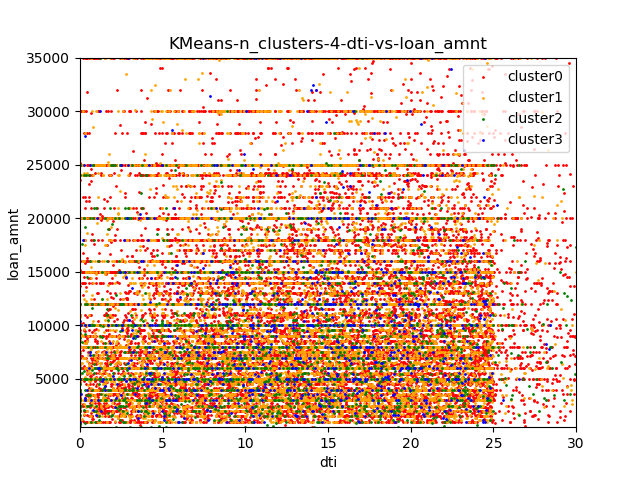 KMeans-n_clusters-4-dti-vs-loan_amnt
cluster0
cluster1
cluster2
cluster3
loan_amnt
35000
30000
25000
20000
15000
10000
5000
0 5 10 15 20 25 30
dti